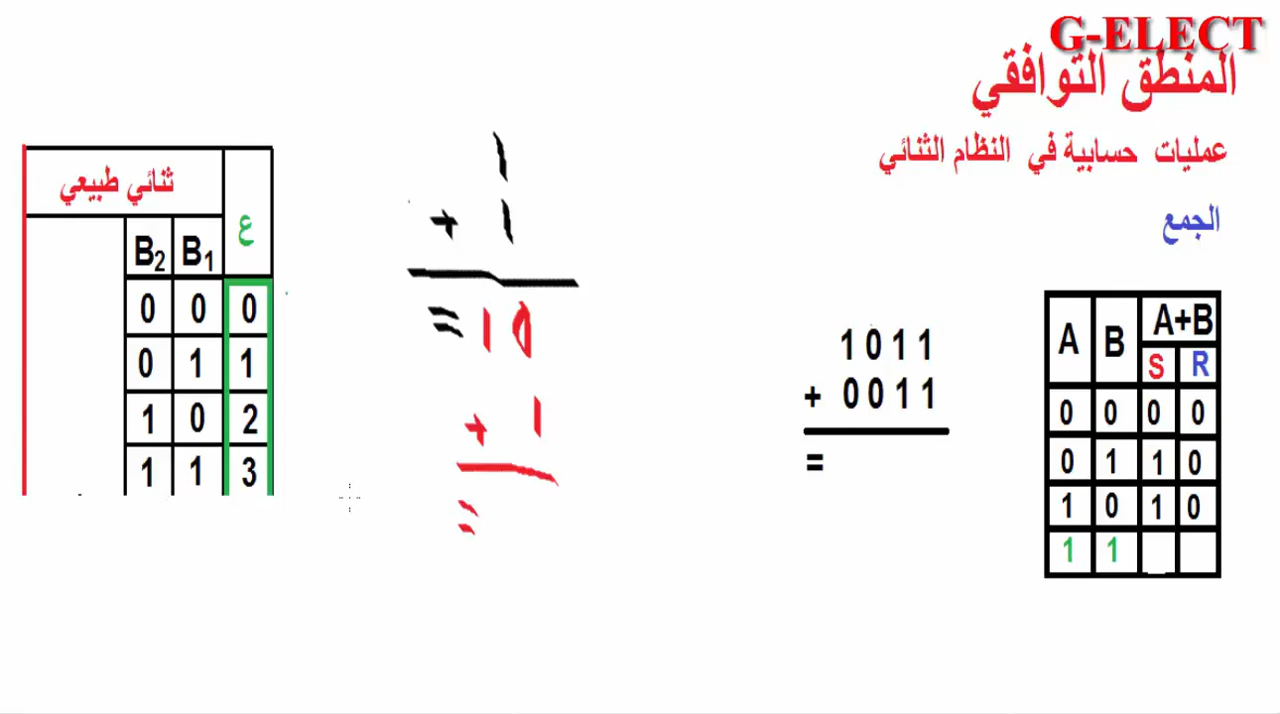 G-ELECT
المنطق التوافقي
عمليات حسابية في النظام الثنائي
الجمع
A B A+B
S R
0 0 0 0
0 1 1 0
1 0 1 0
1 1
1011
+ 0011
=
1
+ 1
= 10
+ 1
=
ثنائي طبيعي ع
B2 B1
0 0 0
0 1 1
1 0 2
1 1 3